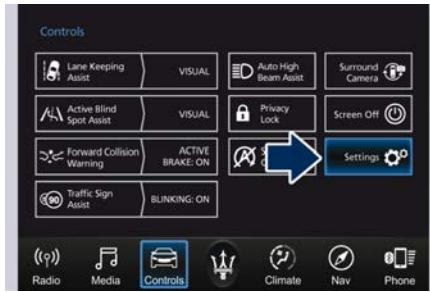 Controls
Lane Keeping
Assist
VISUAL
Auto High
Beam Assist
Surround
Camera
Active Blind
Spot Assist
VISUAL
Privacy
Lock
Screen Off
Forward Collision
Warning
ACTIVE
BRAKE: ON
Settings
90
Traffic Sign
Assist
BLINKING: ON
Radio
Media
Controls
Climate
Nav
Phone